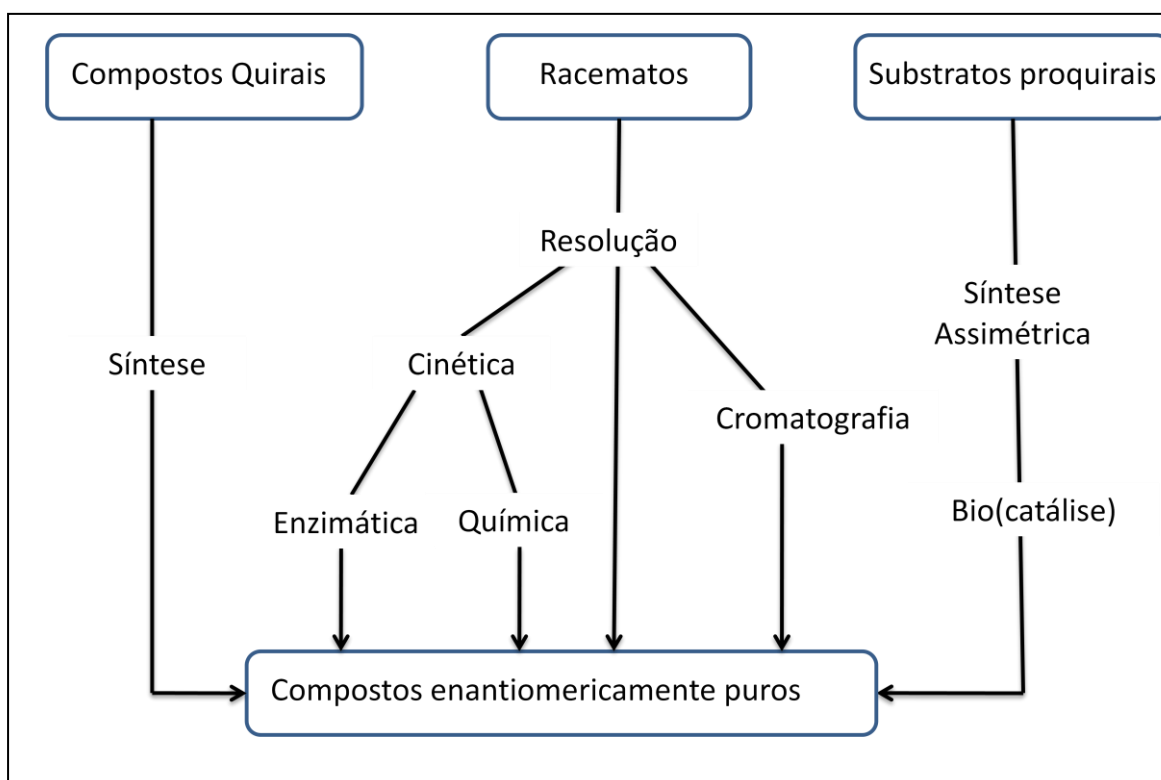 Compostos Quirais
Racematos
Substratos proquirais
Resolução
Síntese
Assimétrica
Síntese
Cinética
Cromatografia
Enzimática
Química
Bio(catálise)
Compostos enantiomericamente puros